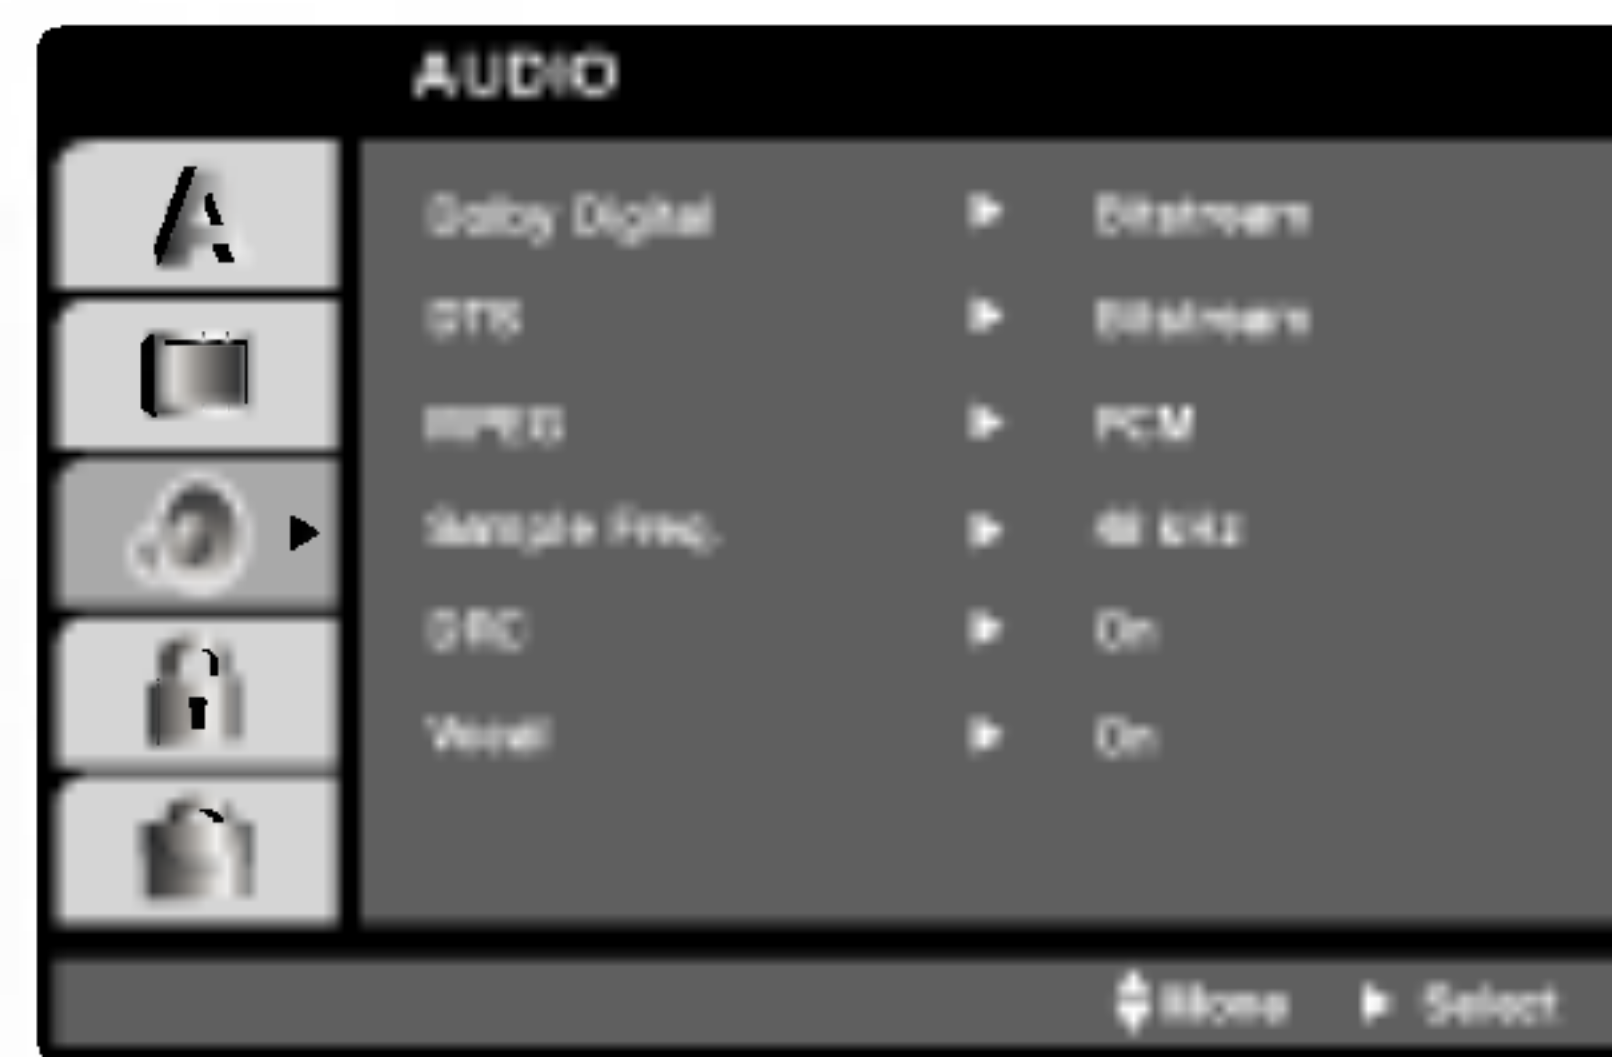 AUDIO
Dolby Digital ► Bitstream
DTS ► Bitstream
MPEG ► PCM
Sample Freq. ► 48 kHz
DRC ► On
Vocal ► On
Move ► Select